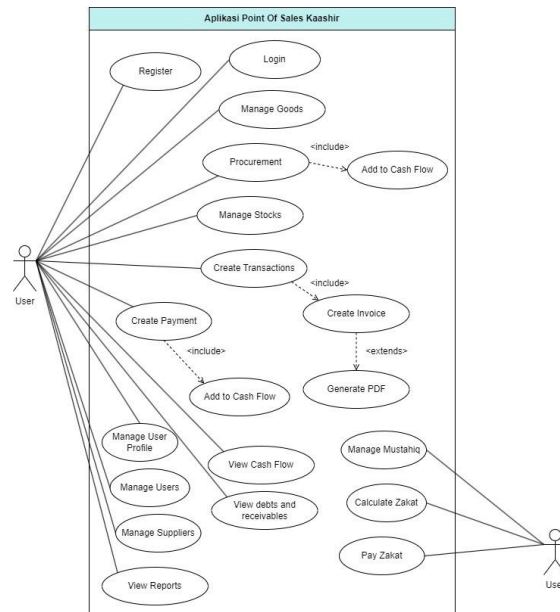 Aplikasi Point Of Sales Kaashir
Login
Register
Manage Goods
<include>
Procurement
Add to Cash Flow
Manage Stocks
Create Transactions
<include>
User
Create Payment
Create Invoice
<include>
<extends>
Add to Cash Flow
Generate PDF
Manage User
Profile
View Cash Flow
Manage Mustahiq
Manage Users
View debts and
receivables
Calculate Zakat
Manage Suppliers
Pay Zakat
View Reports
User